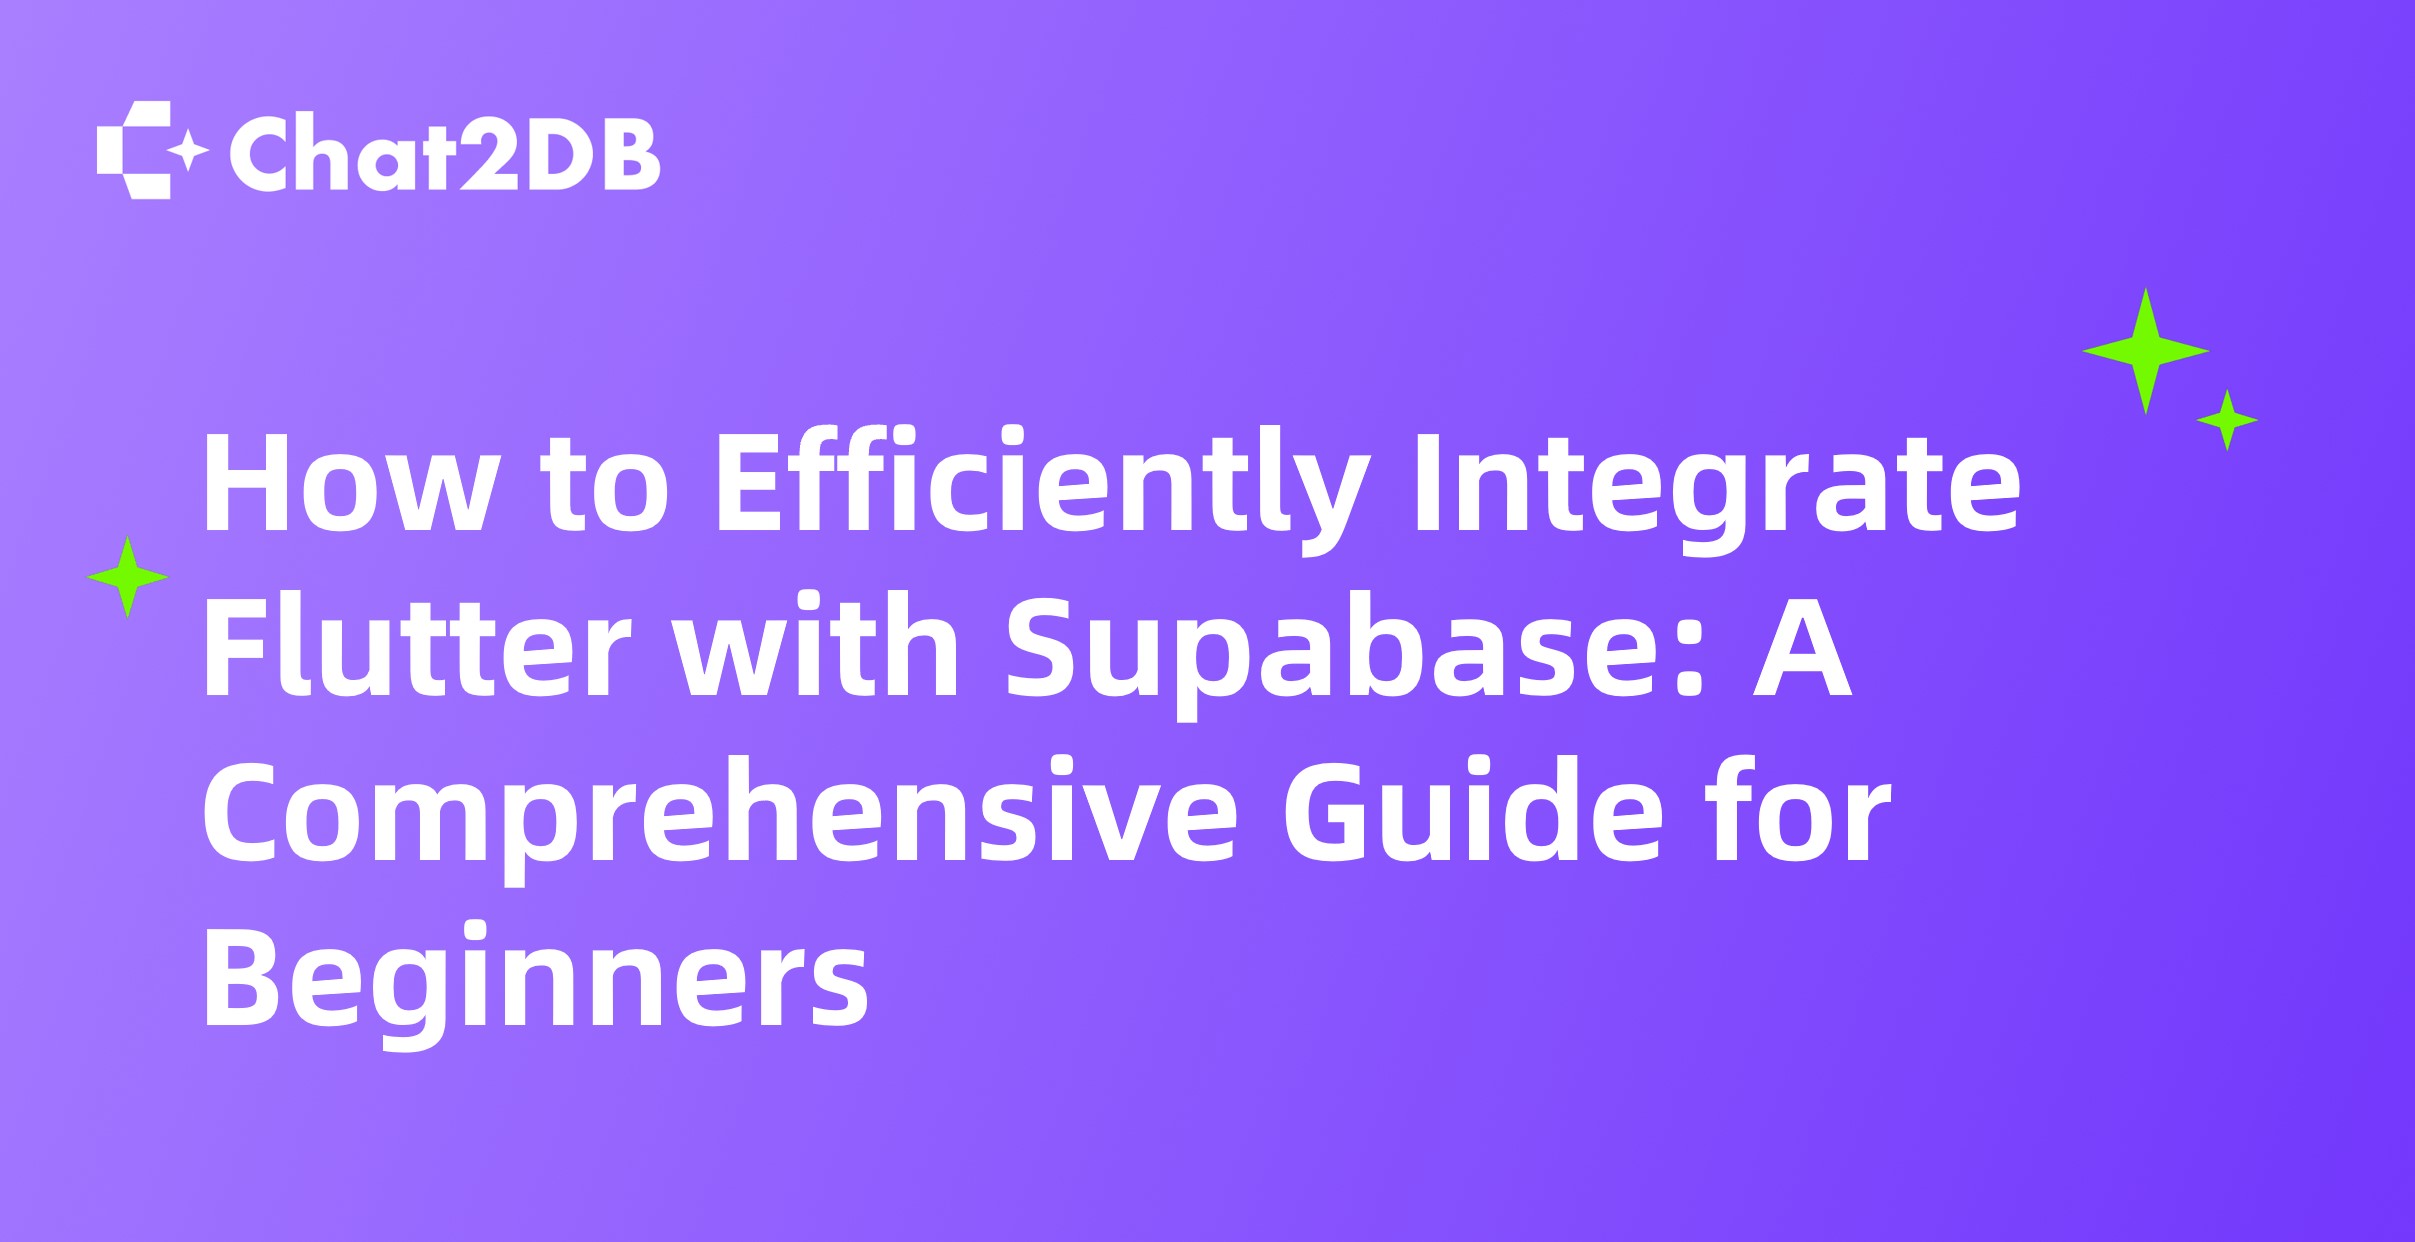 Chat2DB
How to Efficiently Integrate
Flutter with Supabase: A
Comprehensive Guide for
Beginners